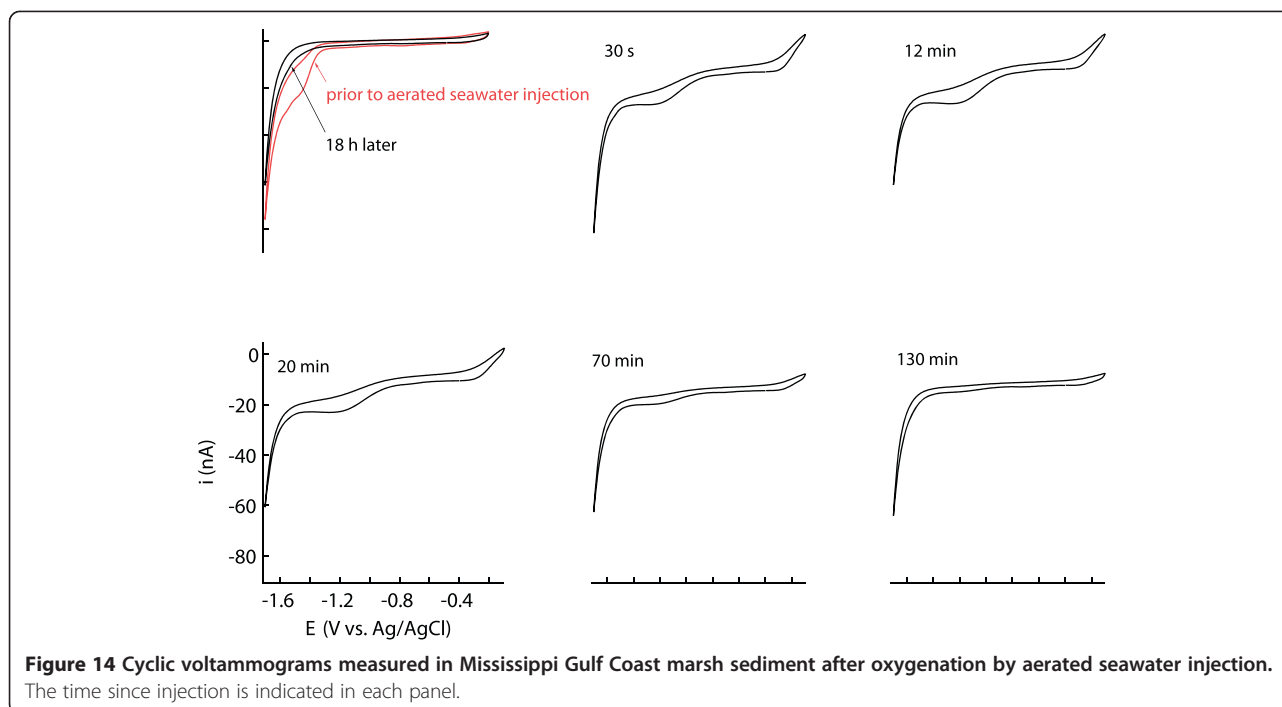 prior to aerated seawater injection
18 h later
30 s
12 min
20 min
70 min
130 min
0
-20
-40
-60
-80
i (nA)
-1.6 -1.2 -0.8 -0.4
E (V vs. Ag/AgCl)
Figure 14 Cyclic voltammograms measured in Mississippi Gulf Coast marsh sediment after oxygenation by aerated seawater injection.
The time since injection is indicated in each panel.